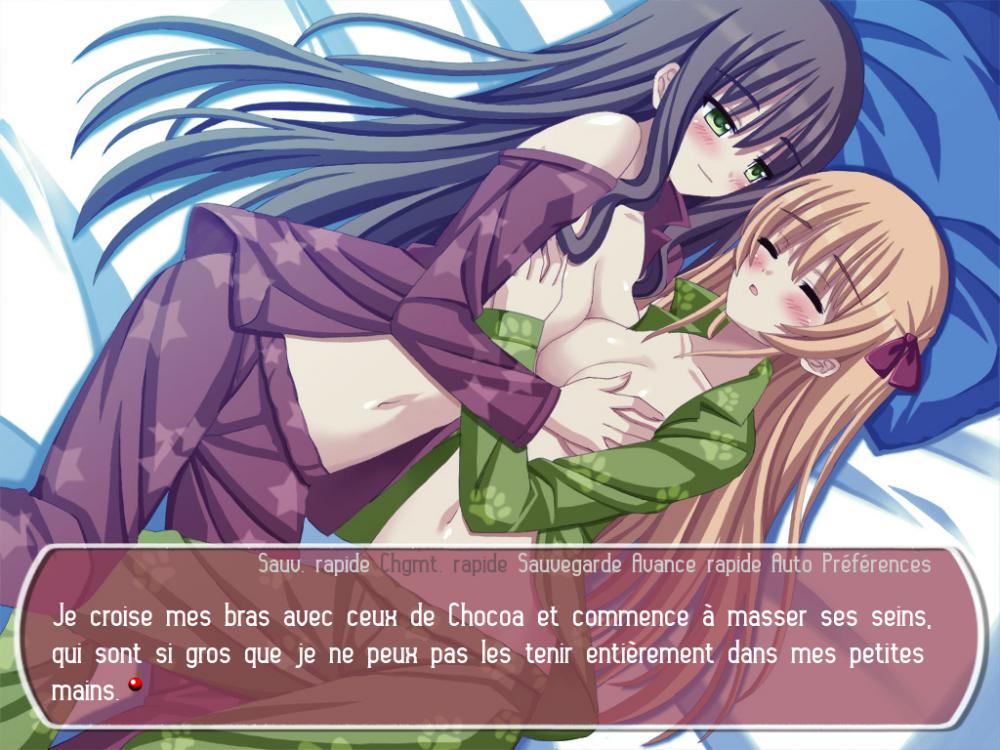 Sauv. rapide Chgmt. rapide Sauvegarde Avance rapide Auto Préférences
Je croise mes bras avec ceux de Chocoa et commence à masser ses seins,
qui sont si gros que je ne peux pas les tenir entièrement dans mes petites
mains.